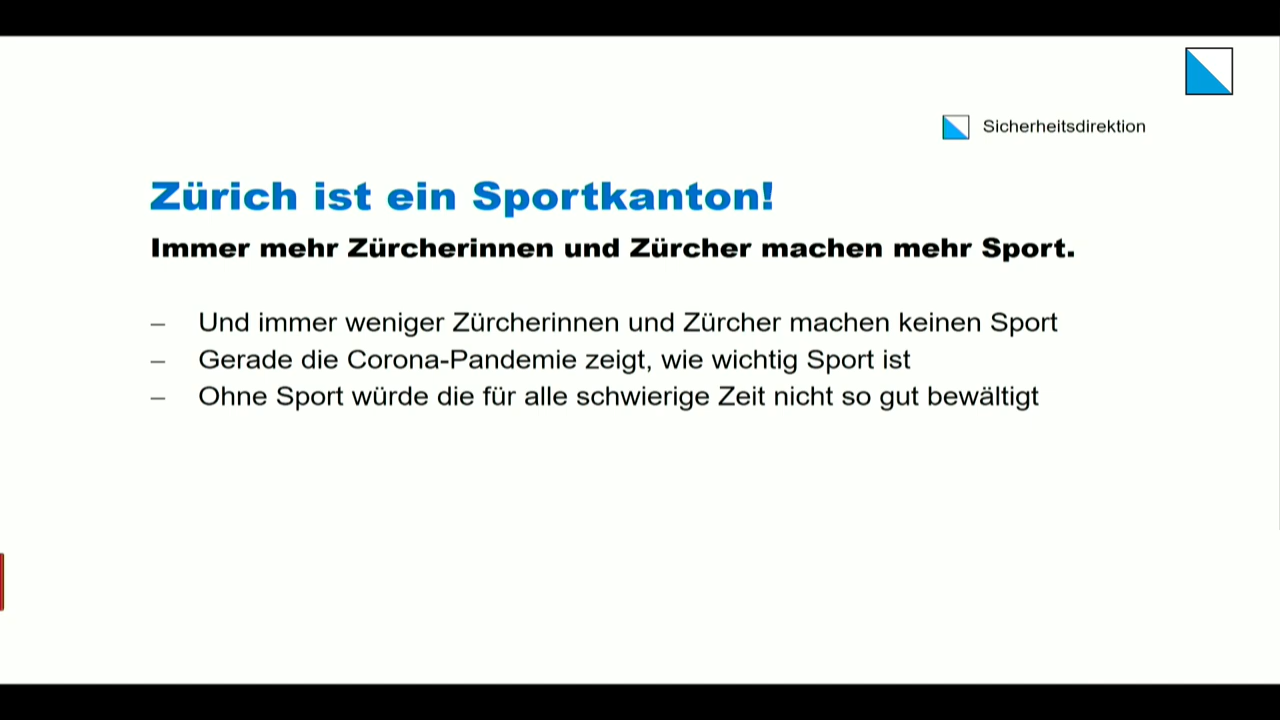 Sicherheitsdirektion
Zürich ist ein Sportkanton!
Immer mehr Zürcherinnen und Zürcher machen mehr Sport.
– Und immer weniger Zürcherinnen und Zürcher machen keinen Sport
– Gerade die Corona-Pandemie zeigt, wie wichtig Sport ist
– Ohne Sport würde die für alle schwierige Zeit nicht so gut bewältigt